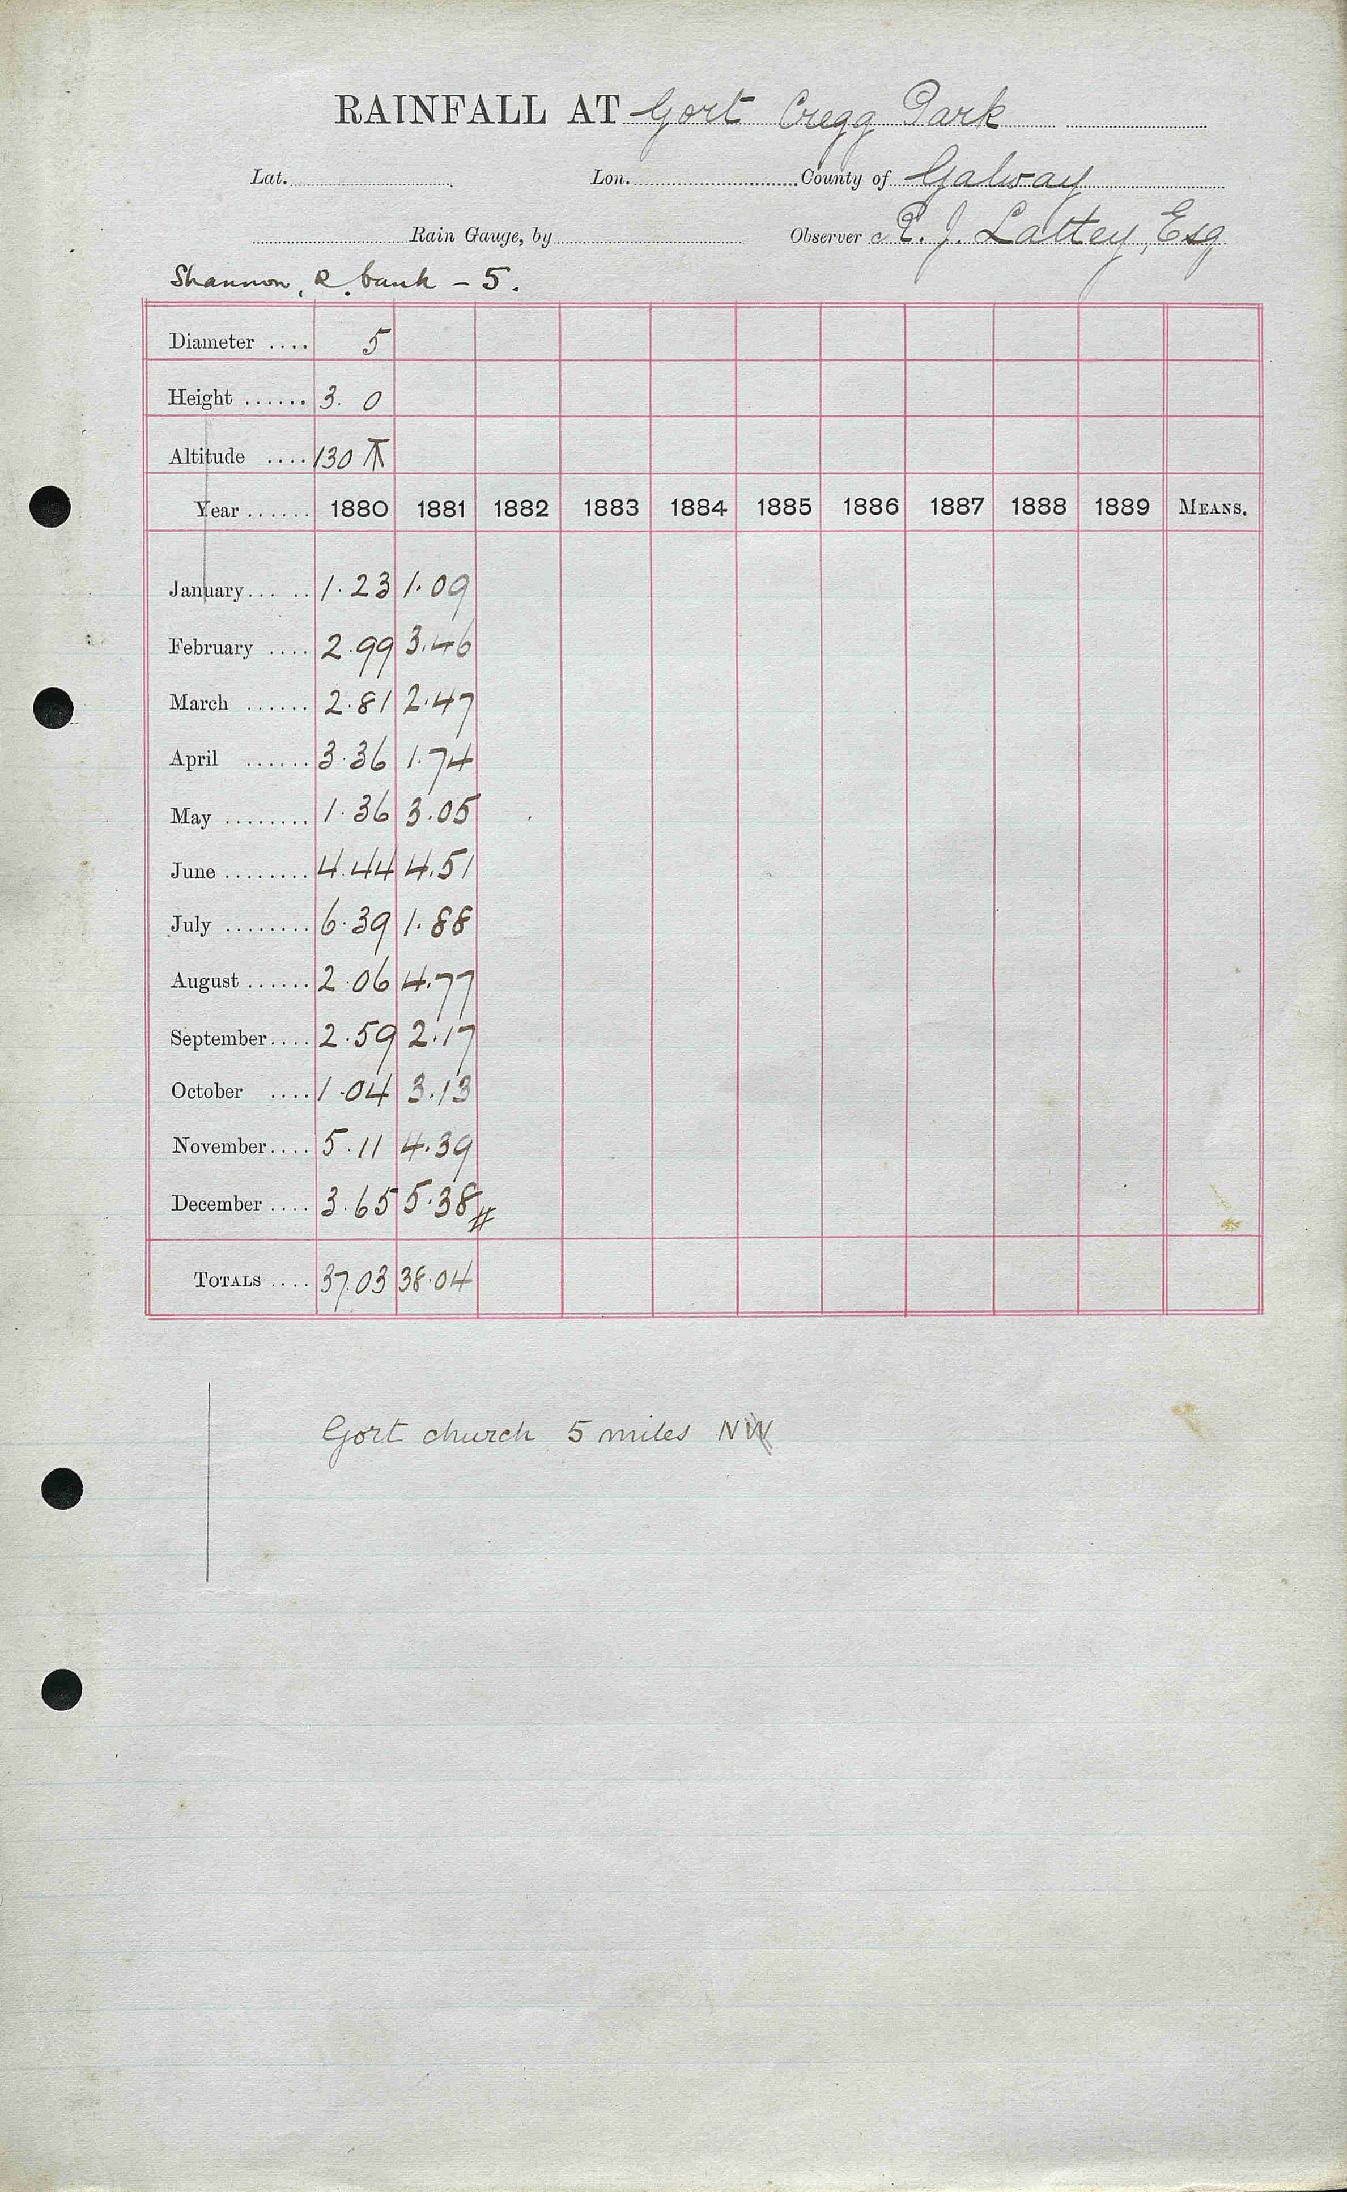 RAINFALL AT Gort Cregg Park
Lat. Lon. County of Galway
Rain Gauge, by Observer R. J. Lattey, Esq
Shannon, R. bank – 5.
Diameter .... 5
Height ...... 3. 0
Altitude .... 130
Year ...... 1880 1881 1882 1883 1884 1885 1886 1887 1888 1889 MEANS.
January ... .. 1.23 1.09
February .... 2.99 3.46
March ...... 2.81 2.47
April ...... 3.36 1.74
May ........ 1.36 3.05
June ........ 4.44 4.51
July ........ 6.39 1.88
August ...... 2.06 4.77
September.... 2.59 2.17
October .... 1.04 3.13
November.... 5.11 4.39
December .... 3.65 5.38 #
TOTALS .... 37.03 38.04
Gort church 5 miles NW